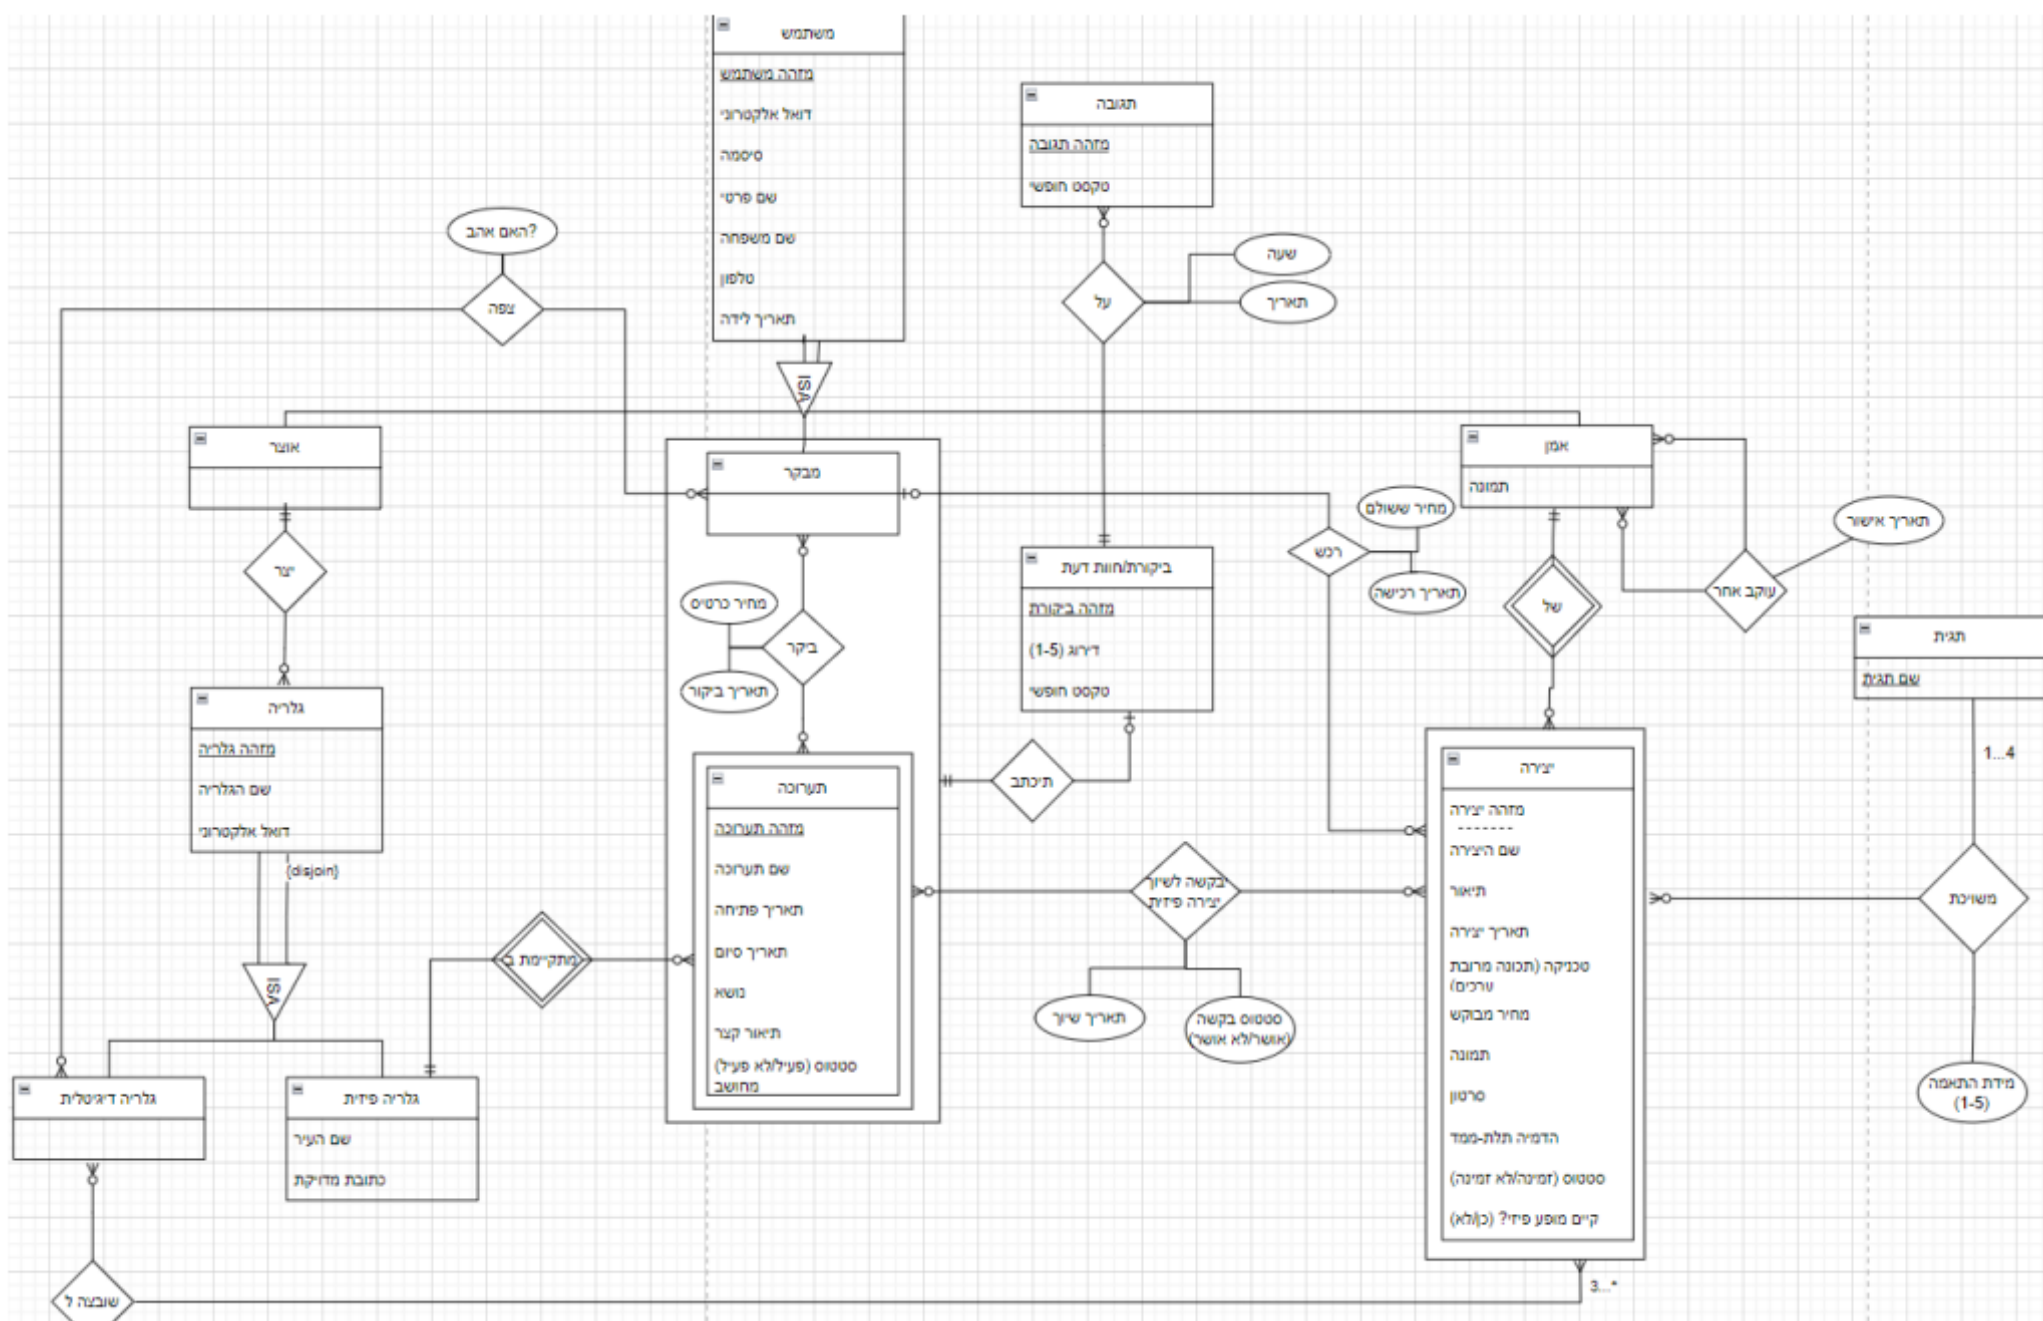 משתמש
מזהה משתמש
דואל אלקטרוני
סיסמה
שם פרטי
שם משפחה
טלפון
תאריך לידה
ISA
תגובה
מזהה תגובה
טקסט חופשי
שעה
תאריך
על
האם אהב?
צפה
אוצר
יצר
גלריה
מזהה גלריה
שם הגלריה
דואל אלקטרוני
{disjoin}
ISA
גלריה דיגיטלית
גלריה פיזית
שם העיר
כתובת מדויקת
שובצה ל
מתקיימת ב
מבקר
מחיר כרטיס
ביקר
תאריך ביקור
תערוכה
מזהה תערוכה
שם תערוכה
תאריך פתיחה
תאריך סיום
נושא
תיאור קצר
סטטוס (פעיל/לא פעיל)
מחושב
ביקורת/חוות דעת
מזהה ביקורת
דירוג (1-5)
טקסט חופשי
תיכתב
רכש
מחיר ששולם
תאריך רכישה
אמן
תמונה
עוקב אחר
תאריך אישור
של
בקשה לשיוך
יצירה פיזית
תאריך שיוך
סטטוס בקשה
(אושר/לא אושר)
יצירה
מזהה יצירה
-------
שם היצירה
תיאור
תאריך יצירה
טכניקה (תכונה מרובת
ערכים)
מחיר מבוקש
תמונה
סרטון
הדמיה תלת-ממד
סטטוס (זמינה/לא זמינה)
קיים מופע פיזי? (כן/לא)
3...*
תגית
שם תגית
1...4
משויכת
מידת התאמה
(1-5)